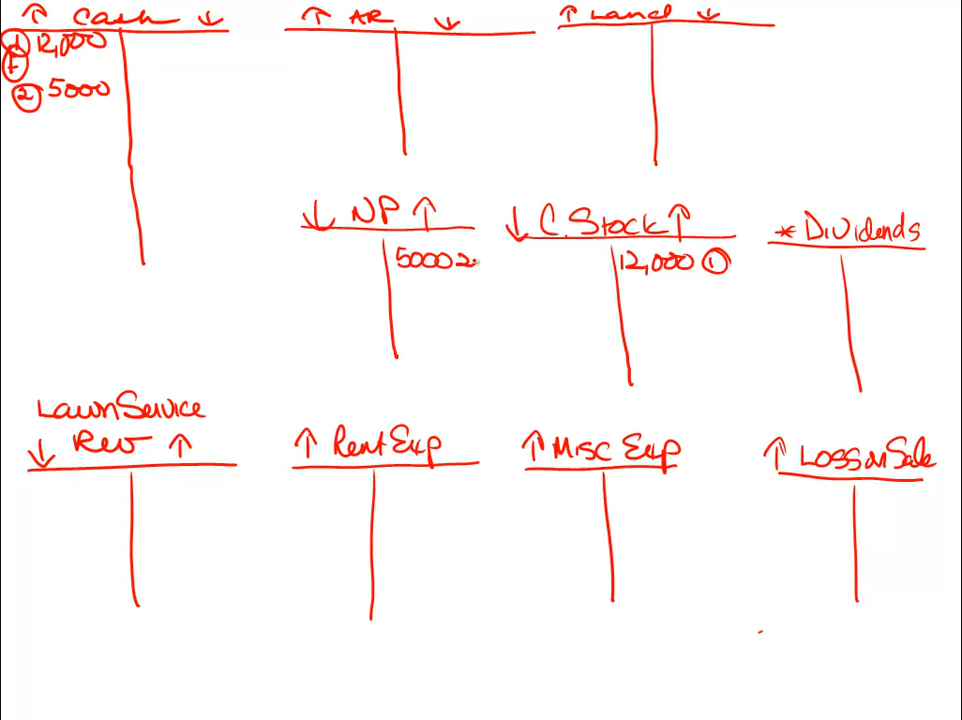 ↑ Cash ↓
↑ AR ↓
↑ Land ↓
① 12,000
F
② 5000
↓ NP ↑
↓ C. Stock ↑
* Dividends
5000 2
12,000 ①
Lawn Service
↓ Rev ↑
↑ Rent Exp
↑ Misc Exp
↑ Loss on Sale